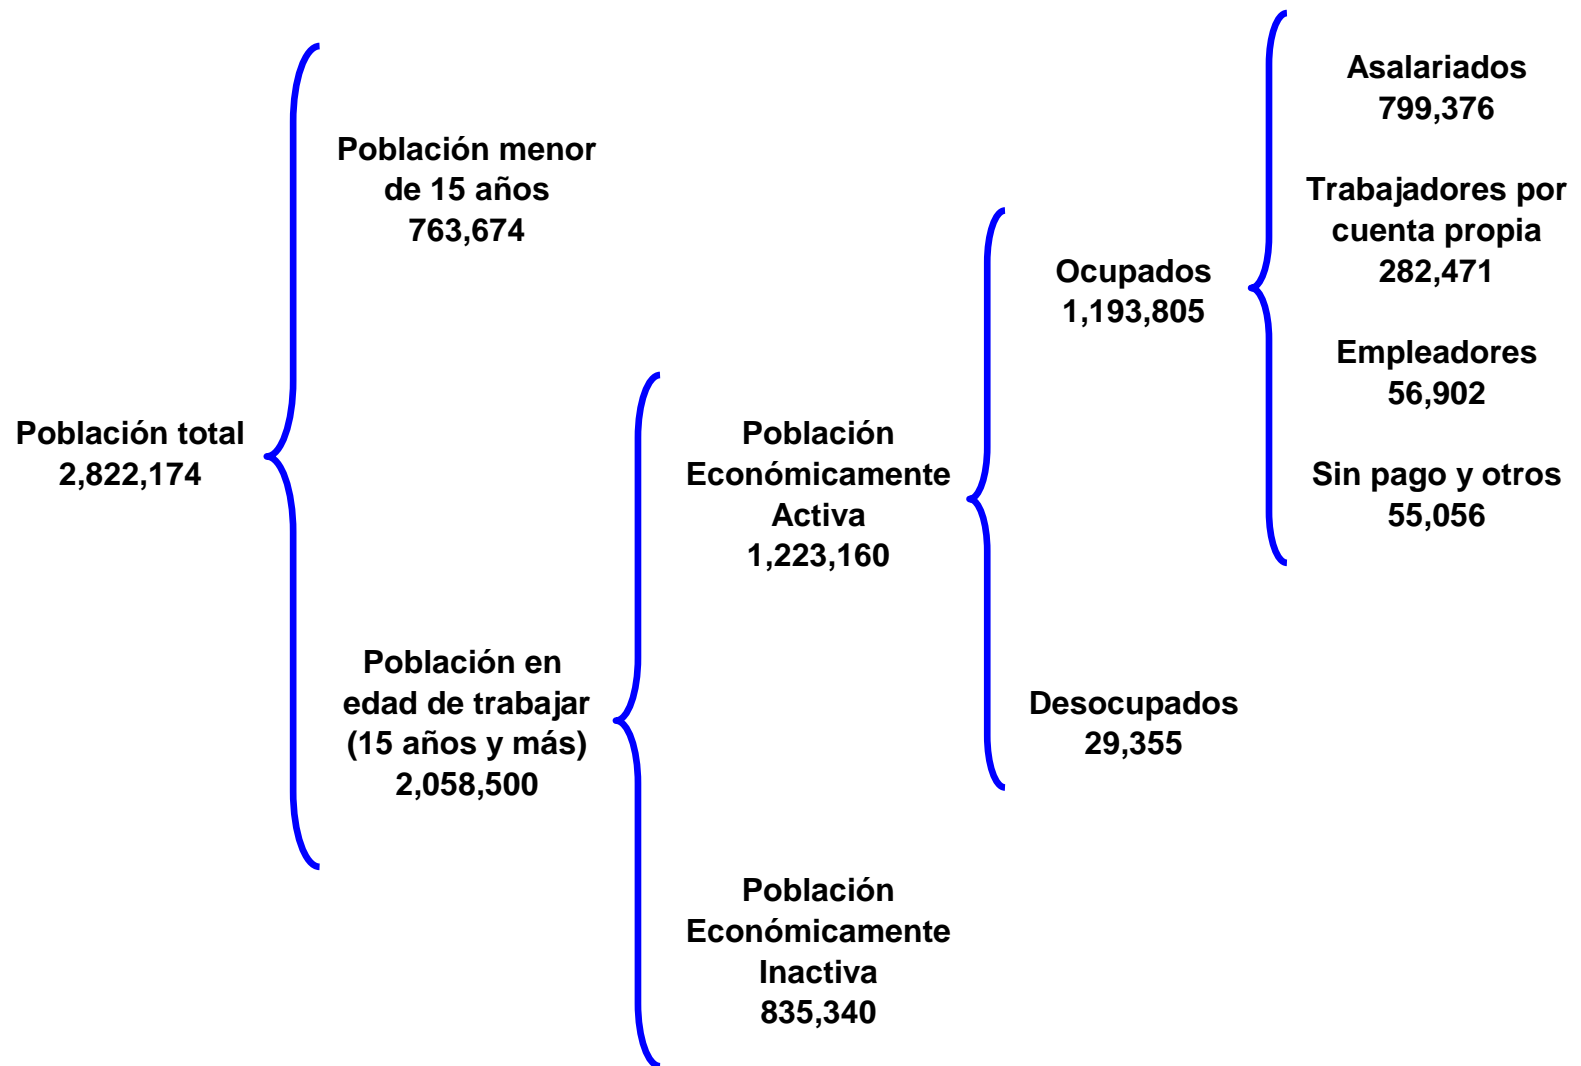 Población total
2,822,174
Población menor
de 15 años
763,674
Población en
edad de trabajar
(15 años y más)
2,058,500
Población
Económicamente
Activa
1,223,160
Población
Económicamente
Inactiva
835,340
Ocupados
1,193,805
Desocupados
29,355
Asalariados
799,376
Trabajadores por
cuenta propia
282,471
Empleadores
56,902
Sin pago y otros
55,056